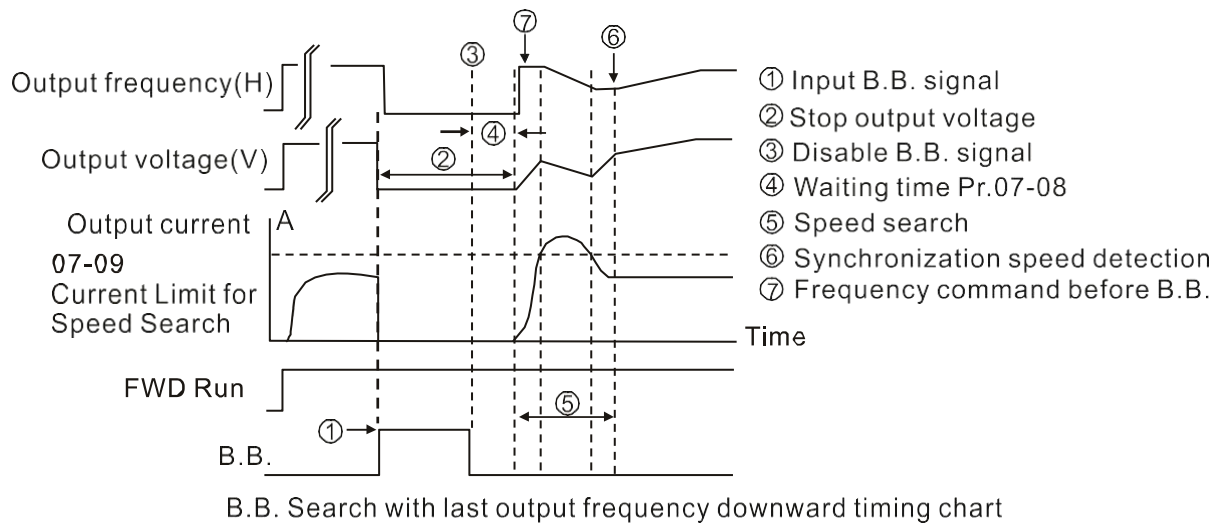 ⑦
⑥
③
Output frequency(H)
① Input B.B. signal
② Stop output voltage
④
Output voltage(V)
②
③ Disable B.B. signal
④ Waiting time Pr.07-08
Output current
A
⑤ Speed search
07-09
Current Limit for
Speed Search
⑥ Synchronization speed detection
⑦ Frequency command before B.B.
Time
FWD Run
⑤
①
B.B.
B.B. Search with last output frequency downward timing chart